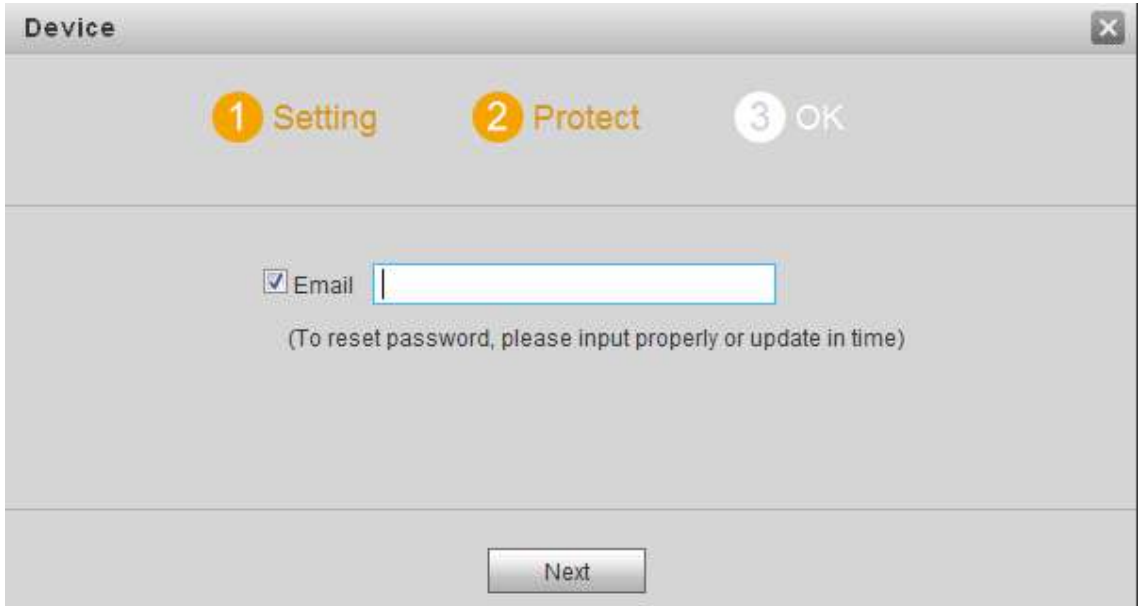 Device
1 Setting 2 Protect 3 OK
Email
(To reset password, please input properly or update in time)
Next